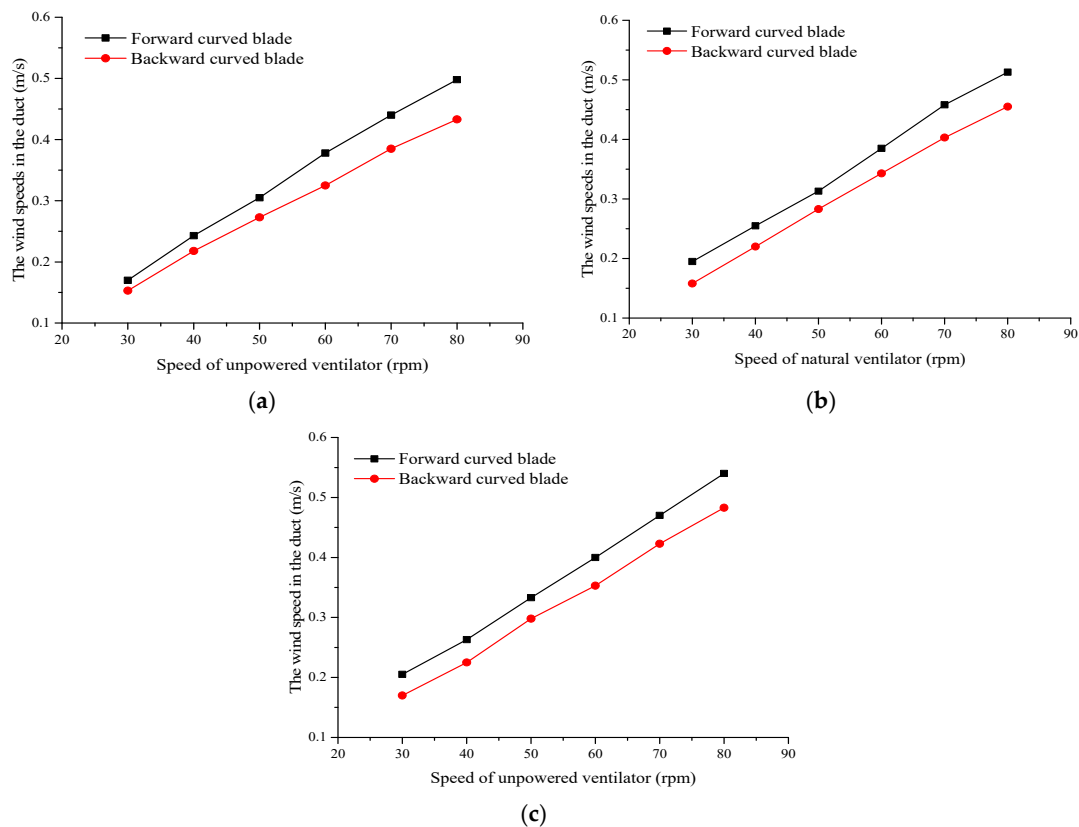 0.6
Forward curved blade
Backward curved blade
0.5
0.4
0.3
0.2
0.1
The wind speeds in the duct (m/s)
20 30 40 50 60 70 80 90
Speed of unpowered ventilator (rpm)
(a)
0.6
Forward curved blade
Backward curved blade
0.5
0.4
0.3
0.2
0.1
The wind speeds in the duct (m/s)
20 30 40 50 60 70 80 90
Speed of natural ventilator (rpm)
(b)
0.6
Forward curved blade
Backward curved blade
0.5
0.4
0.3
0.2
0.1
The wind speed in the duct (m/s)
20 30 40 50 60 70 80 90
Speed of unpowered ventilator (rpm)
(c)